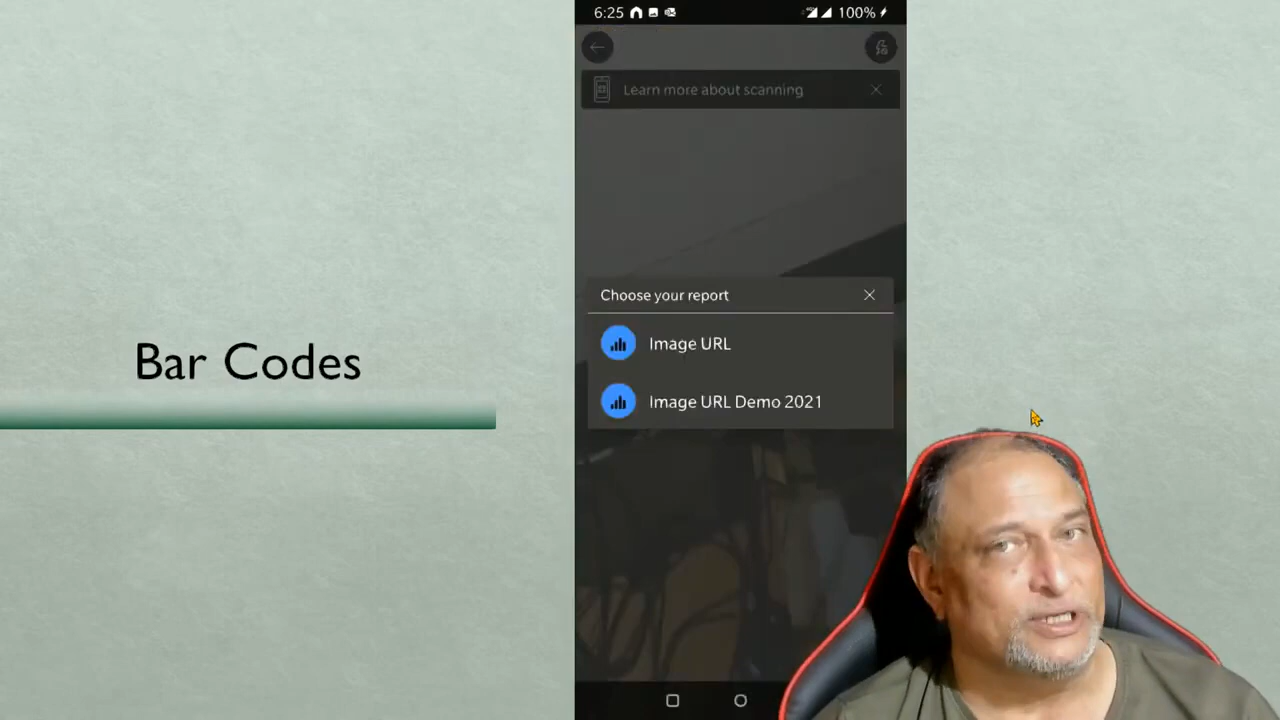 6:25
100%
Learn more about scanning
Choose your report
Image URL
Image URL Demo 2021
Bar Codes